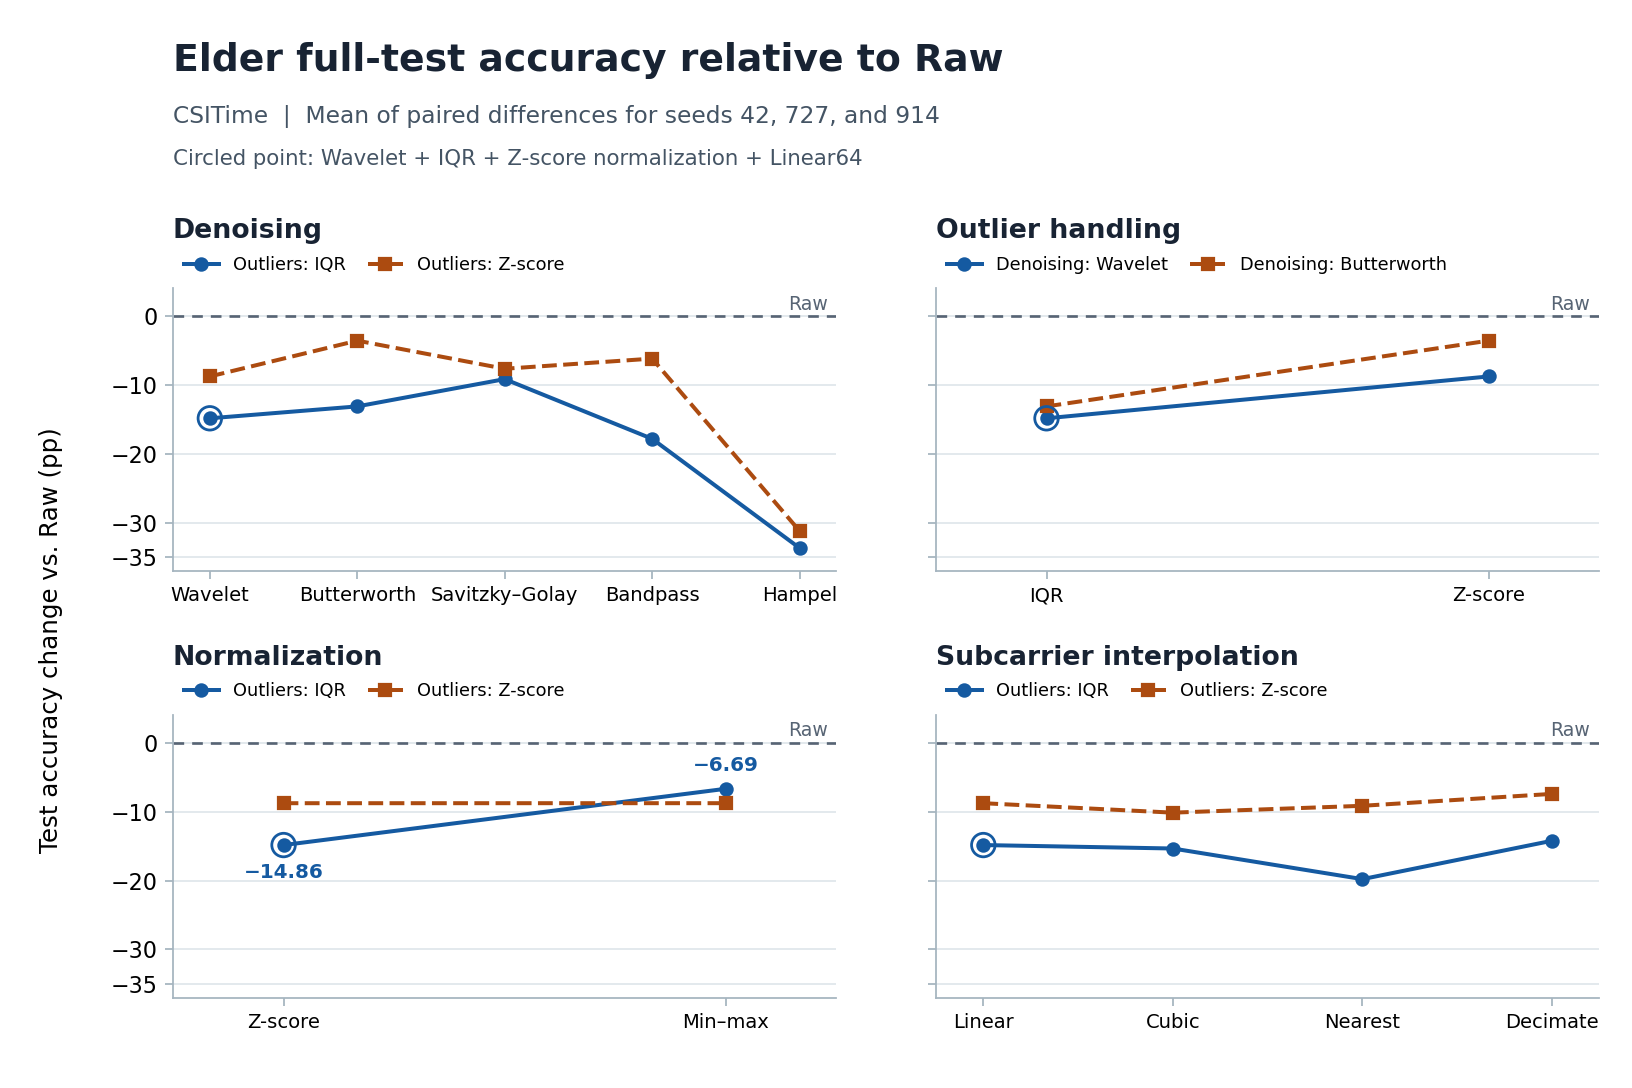 Elder full-test accuracy relative to Raw
CSITime | Mean of paired differences for seeds 42, 727, and 914
Circled point: Wavelet + IQR + Z-score normalization + Linear64
Test accuracy change vs. Raw (pp)
Denoising
Outliers: IQR Outliers: Z-score
Raw
0
−10
−20
−30
−35
Wavelet Butterworth Savitzky–Golay Bandpass Hampel
Outlier handling
Denoising: Wavelet Denoising: Butterworth
Raw
IQR Z-score
Normalization
Outliers: IQR Outliers: Z-score
Raw
0
−6.69
−10
−14.86
−20
−30
−35
Z-score Min–max
Subcarrier interpolation
Outliers: IQR Outliers: Z-score
Raw
Linear Cubic Nearest Decimate